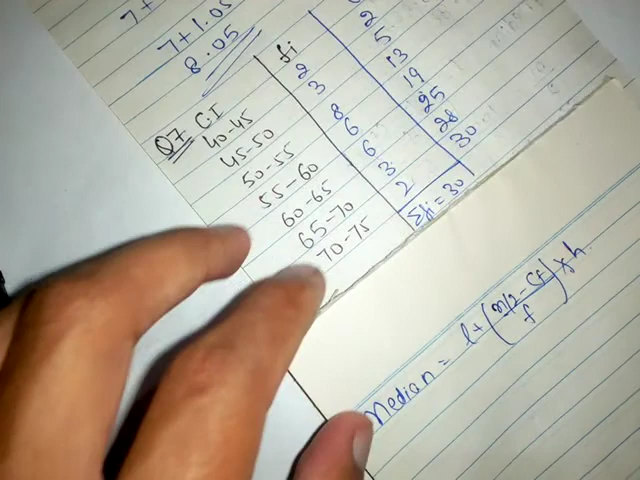 7+
7+1.05
8.05
Q7 CI fi
40-45 2 2
45-50 3 5
50-55 8 13
55-60 6 19
60-65 6 25
65-70 3 28
70-75 2 30
Σfi = 30
Median = l+(n/2-Cf/f)×h.